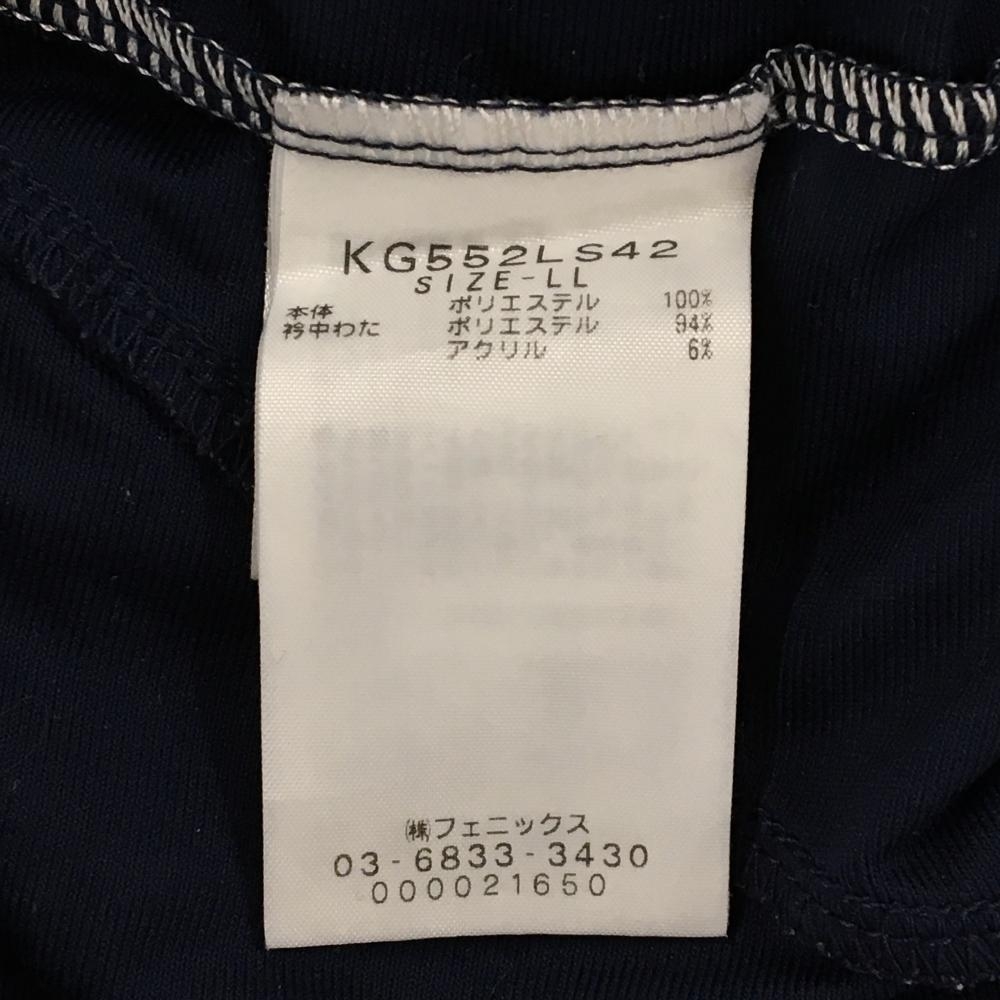 KG552LS42
SIZE-LL
本体 ポリエステル 100%
衿中わた ポリエステル 94%
アクリル 6%
㈱フェニックス
03-6833-3430
000021650